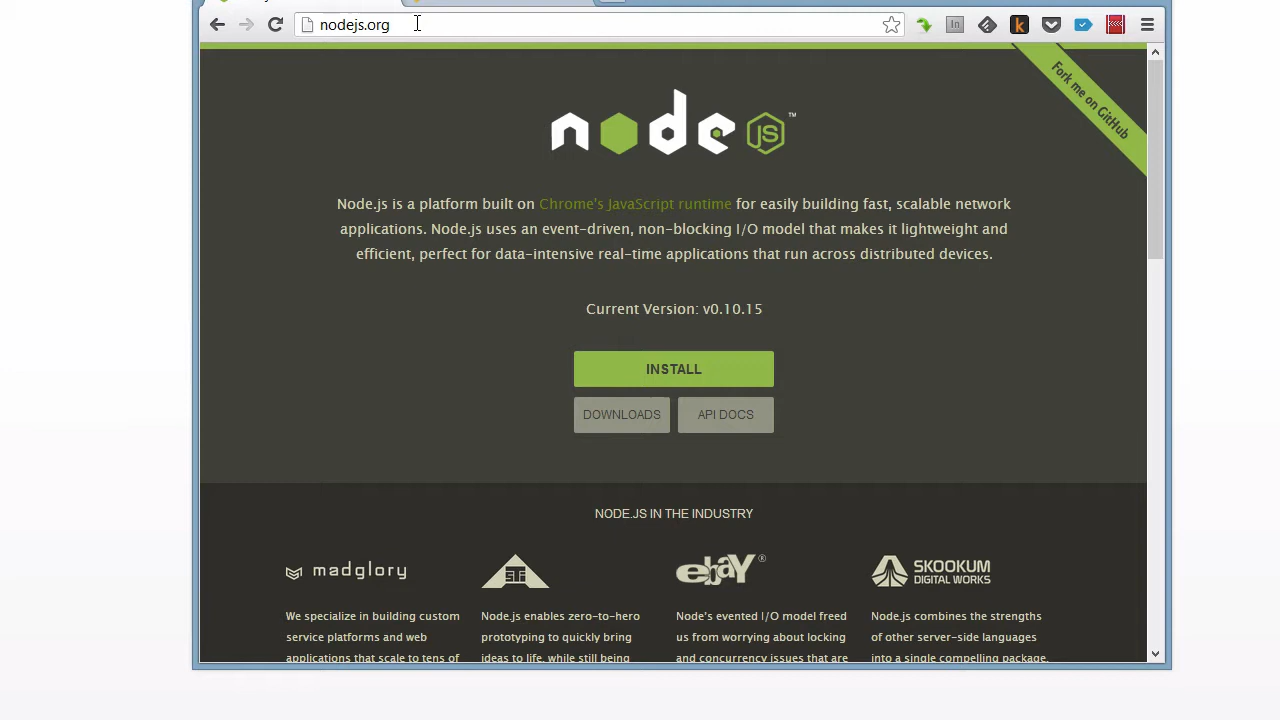 nodejs.org
Fork me on GitHub
node JS™
Node.js is a platform built on Chrome's JavaScript runtime for easily building fast, scalable network
applications. Node.js uses an event-driven, non-blocking I/O model that makes it lightweight and
efficient, perfect for data-intensive real-time applications that run across distributed devices.
Current Version: v0.10.15
INSTALL
DOWNLOADS API DOCS
NODE.JS IN THE INDUSTRY
madglory STI ebaY® SKOOKUM
DIGITAL WORKS
We specialize in building custom Node.js enables zero-to-hero Node's evented I/O model freed Node.js combines the strengths
service platforms and web prototyping to quickly bring us from worrying about locking of other server-side languages
applications that scale to tens of ideas to life, while still being and concurrency issues that are into a single compelling package.